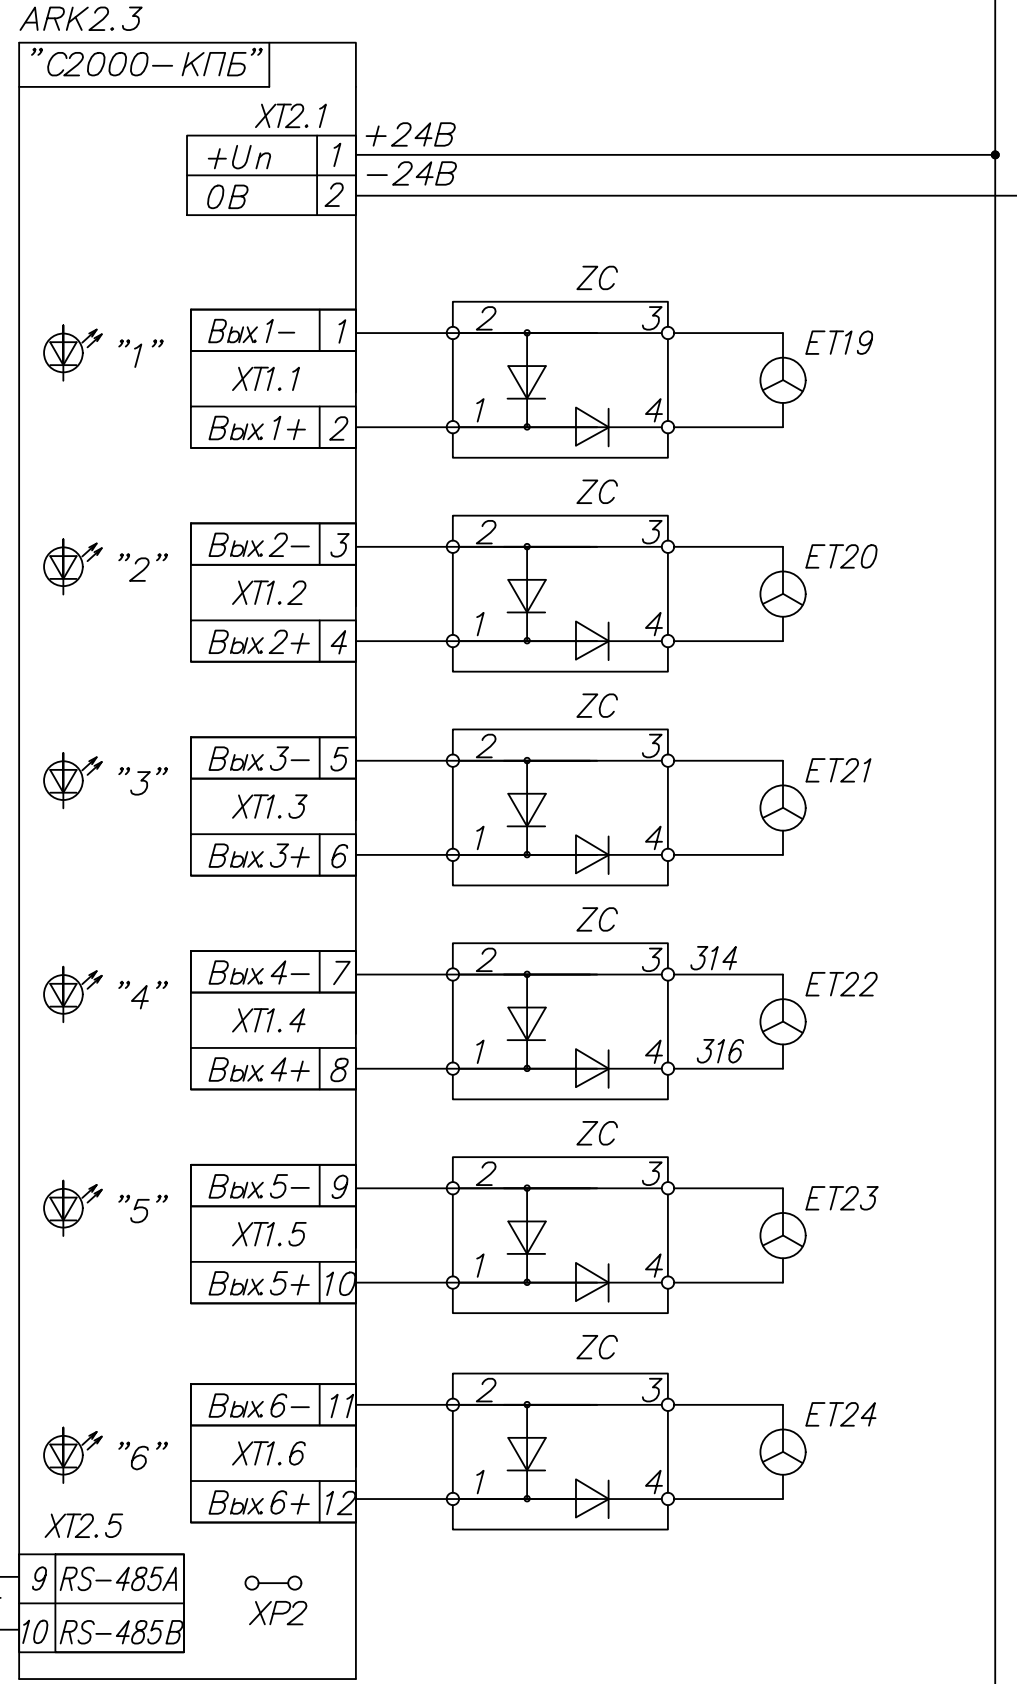 ARK2.3
"С2000-КПБ"
XT2.1
+24В
+Uп 1
-24В
0В 2
ZC
Вых.1- 1 2 3 ET19
"1"
XT1.1
Вых.1+ 2 1 4
ZC
Вых.2- 3 2 3 ET20
"2"
XT1.2
Вых.2+ 4 1 4
ZC
Вых.3- 5 2 3 ET21
"3"
XT1.3
Вых.3+ 6 1 4
ZC
Вых.4- 7 2 3 314 ET22
"4"
XT1.4
Вых.4+ 8 1 4 316
ZC
Вых.5- 9 2 3 ET23
"5"
XT1.5
Вых.5+ 10 1 4
ZC
Вых.6- 11 2 3 ET24
"6"
XT1.6
Вых.6+ 12 1 4
XT2.5
9 RS-485A
10 RS-485B
XP2